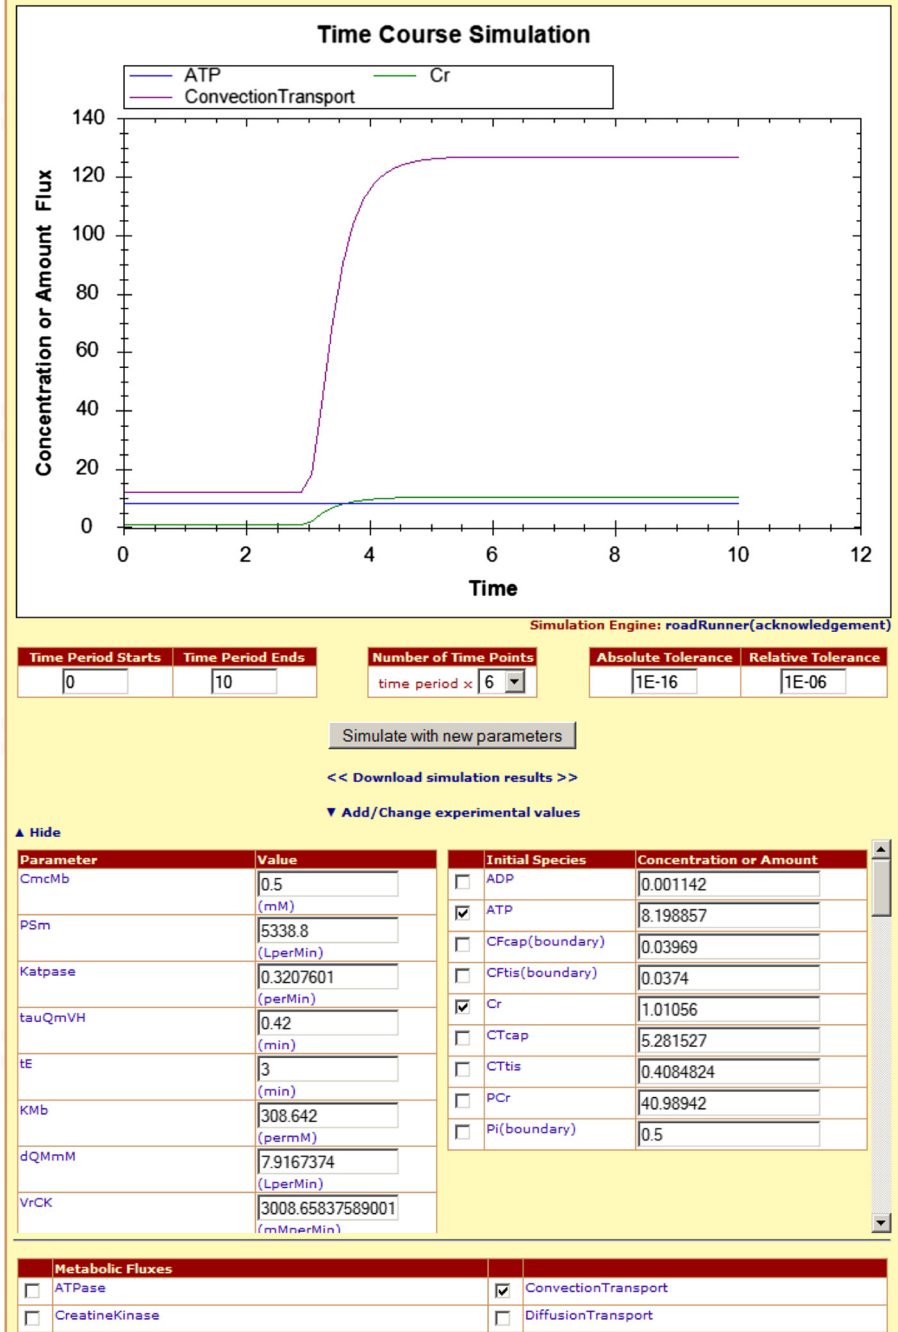 Time Course Simulation
ATP
Cr
ConvectionTransport
140
120
100
80
60
40
20
0
Concentration or Amount Flux
0 2 4 6 8 10 12
Time
Simulation Engine: roadRunner(acknowledgement)
Time Period Starts Time Period Ends Number of Time Points Absolute Tolerance Relative Tolerance
0 10 time period x 6 1E-16 1E-06
Simulate with new parameters
<< Download simulation results >>
▼ Add/Change experimental values
▲ Hide
Parameter Value
CmcMb 0.5
(mM)
PSm 5338.8
(LperMin)
Katpase 0.3207601
(perMin)
tauQmVH 0.42
(min)
tE 3
(min)
KMb 308.642
(permM)
dQMmM 7.9167374
(LperMin)
VrCK 3008.65837589001
(mMperMin)
Initial Species Concentration or Amount
ADP 0.001142
ATP 8.198857
CFcap(boundary) 0.03969
CFtis(boundary) 0.0374
Cr 1.01056
CTcap 5.281527
CTtis 0.4084824
PCr 40.98942
Pi(boundary) 0.5
Metabolic Fluxes
ATPase ConvectionTransport
CreatineKinase DiffusionTransport